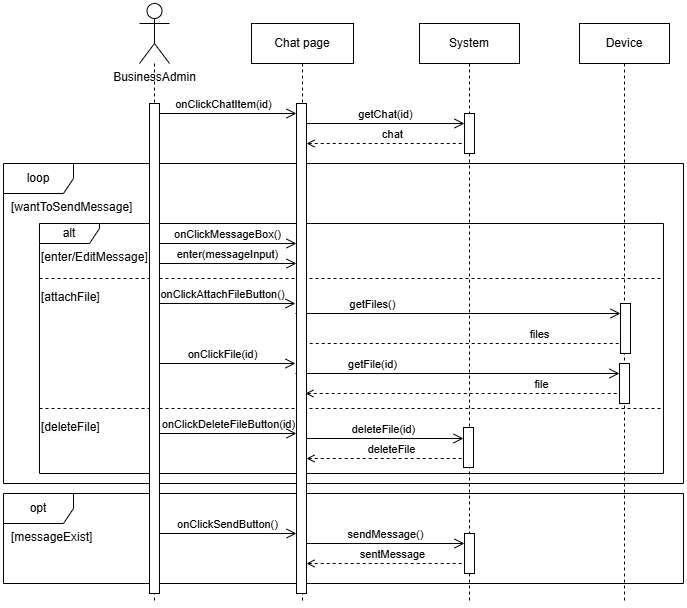 Chat page
System
Device
BusinessAdmin
onClickChatItem(id)
getChat(id)
chat
loop
[wantToSendMessage]
alt
onClickMessageBox()
[enter/EditMessage]
enter(messageInput)
[attachFile]
onClickAttachFileButton()
getFiles()
files
onClickFile(id)
getFile(id)
file
[deleteFile]
onClickDeleteFileButton(id)
deleteFile(id)
deleteFile
opt
onClickSendButton()
[messageExist]
sendMessage()
sentMessage